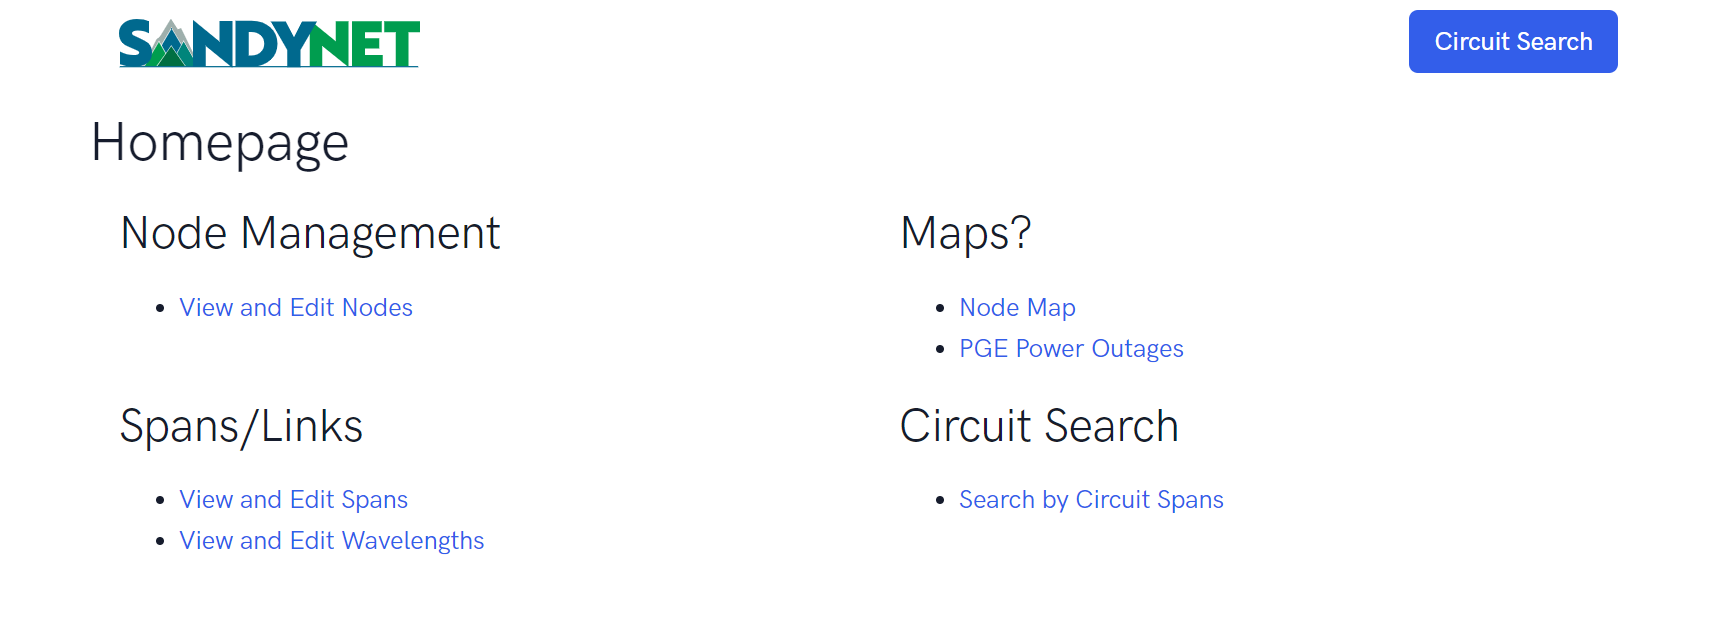 SANDYNET
Circuit Search
Homepage
Node Management
View and Edit Nodes
Maps?
Node Map
PGE Power Outages
Spans/Links
View and Edit Spans
View and Edit Wavelengths
Circuit Search
Search by Circuit Spans